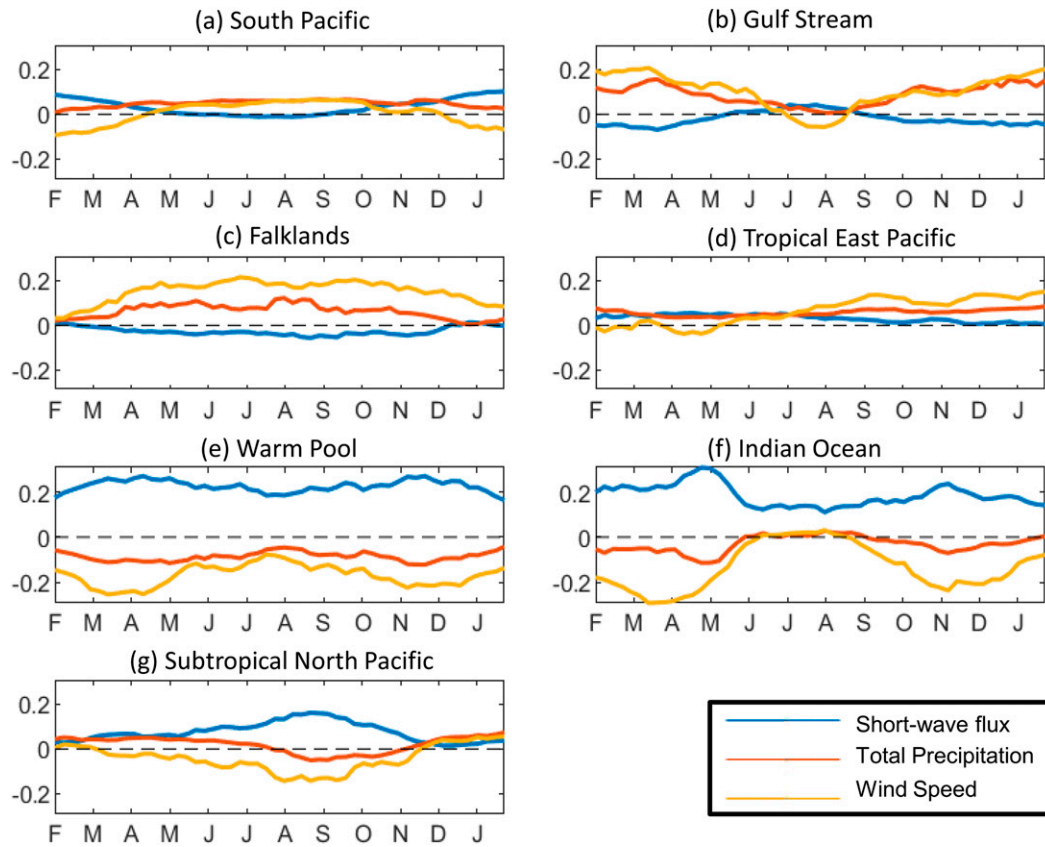 (a) South Pacific
0.2
0
-0.2
F M A M J J A S O N D J
(b) Gulf Stream
0.2
0
-0.2
F M A M J J A S O N D J
(c) Falklands
0.2
0
-0.2
F M A M J J A S O N D J
(d) Tropical East Pacific
0.2
0
-0.2
F M A M J J A S O N D J
(e) Warm Pool
0.2
0
-0.2
F M A M J J A S O N D J
(f) Indian Ocean
0.2
0
-0.2
F M A M J J A S O N D J
(g) Subtropical North Pacific
0.2
0
-0.2
F M A M J J A S O N D J
Short-wave flux
Total Precipitation
Wind Speed